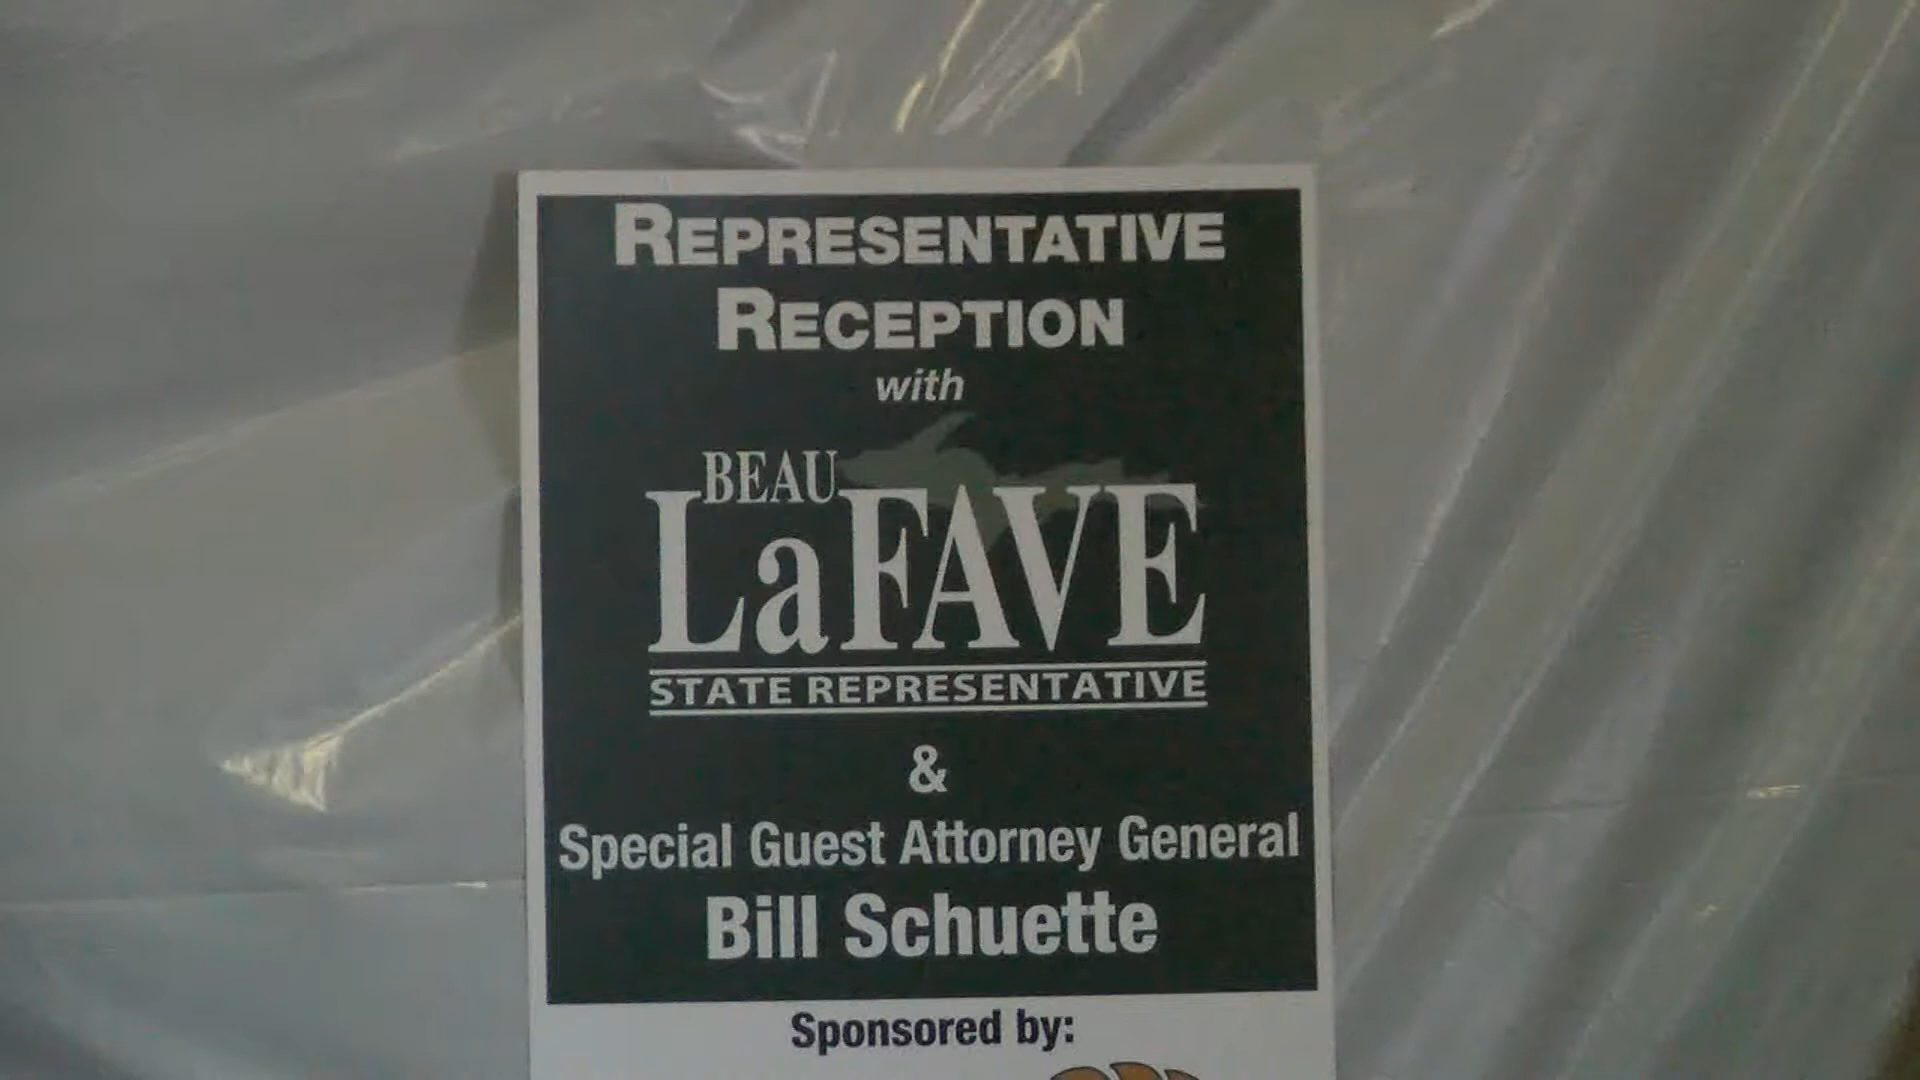 REPRESENTATIVE
RECEPTION
with
BEAU
LaFAVE
STATE REPRESENTATIVE
&
Special Guest Attorney General
Bill Schuette
Sponsored by: